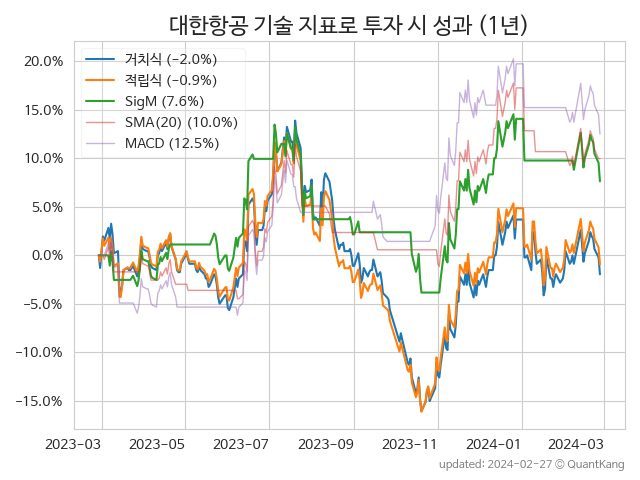 대한항공 기술 지표로 투자 시 성과 (1년)
거치식 (−2.0%)
적립식 (−0.9%)
SigM (7.6%)
SMA(20) (10.0%)
MACD (12.5%)
20.0%
15.0%
10.0%
5.0%
0.0%
−5.0%
−10.0%
−15.0%
2023-03 2023-05 2023-07 2023-09 2023-11 2024-01 2024-03
updated: 2024-02-27 © QuantKang